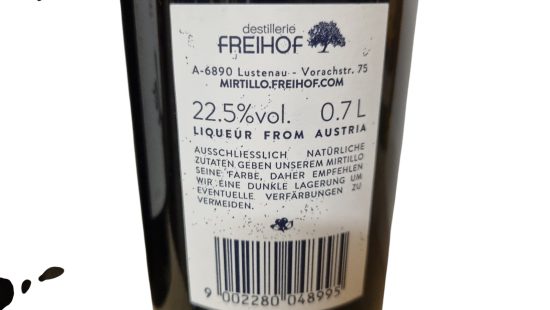 destillerie
FREIHOF
A-6890 Lustenau - Vorachstr. 75
MIRTILLO.FREIHOF.COM
22.5%vol. 0.7 L
LIQUEUR FROM AUSTRIA
AUSSCHLIESSLICH NATÜRLICHE
ZUTATEN GEBEN UNSEREM MIRTILLO
SEINE FARBE, DAHER EMPFEHLEN
WIR EINE DUNKLE LAGERUNG UM
EVENTUELLE VERFÄRBUNGEN ZU
VERMEIDEN.
9 002280 048995